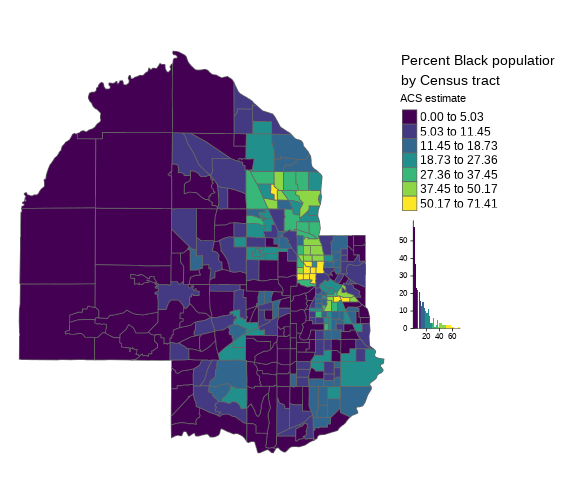 Percent Black population
by Census tract
ACS estimate
0.00 to 5.03
5.03 to 11.45
11.45 to 18.73
18.73 to 27.36
27.36 to 37.45
37.45 to 50.17
50.17 to 71.41
50
40
30
20
10
0
20 40 60